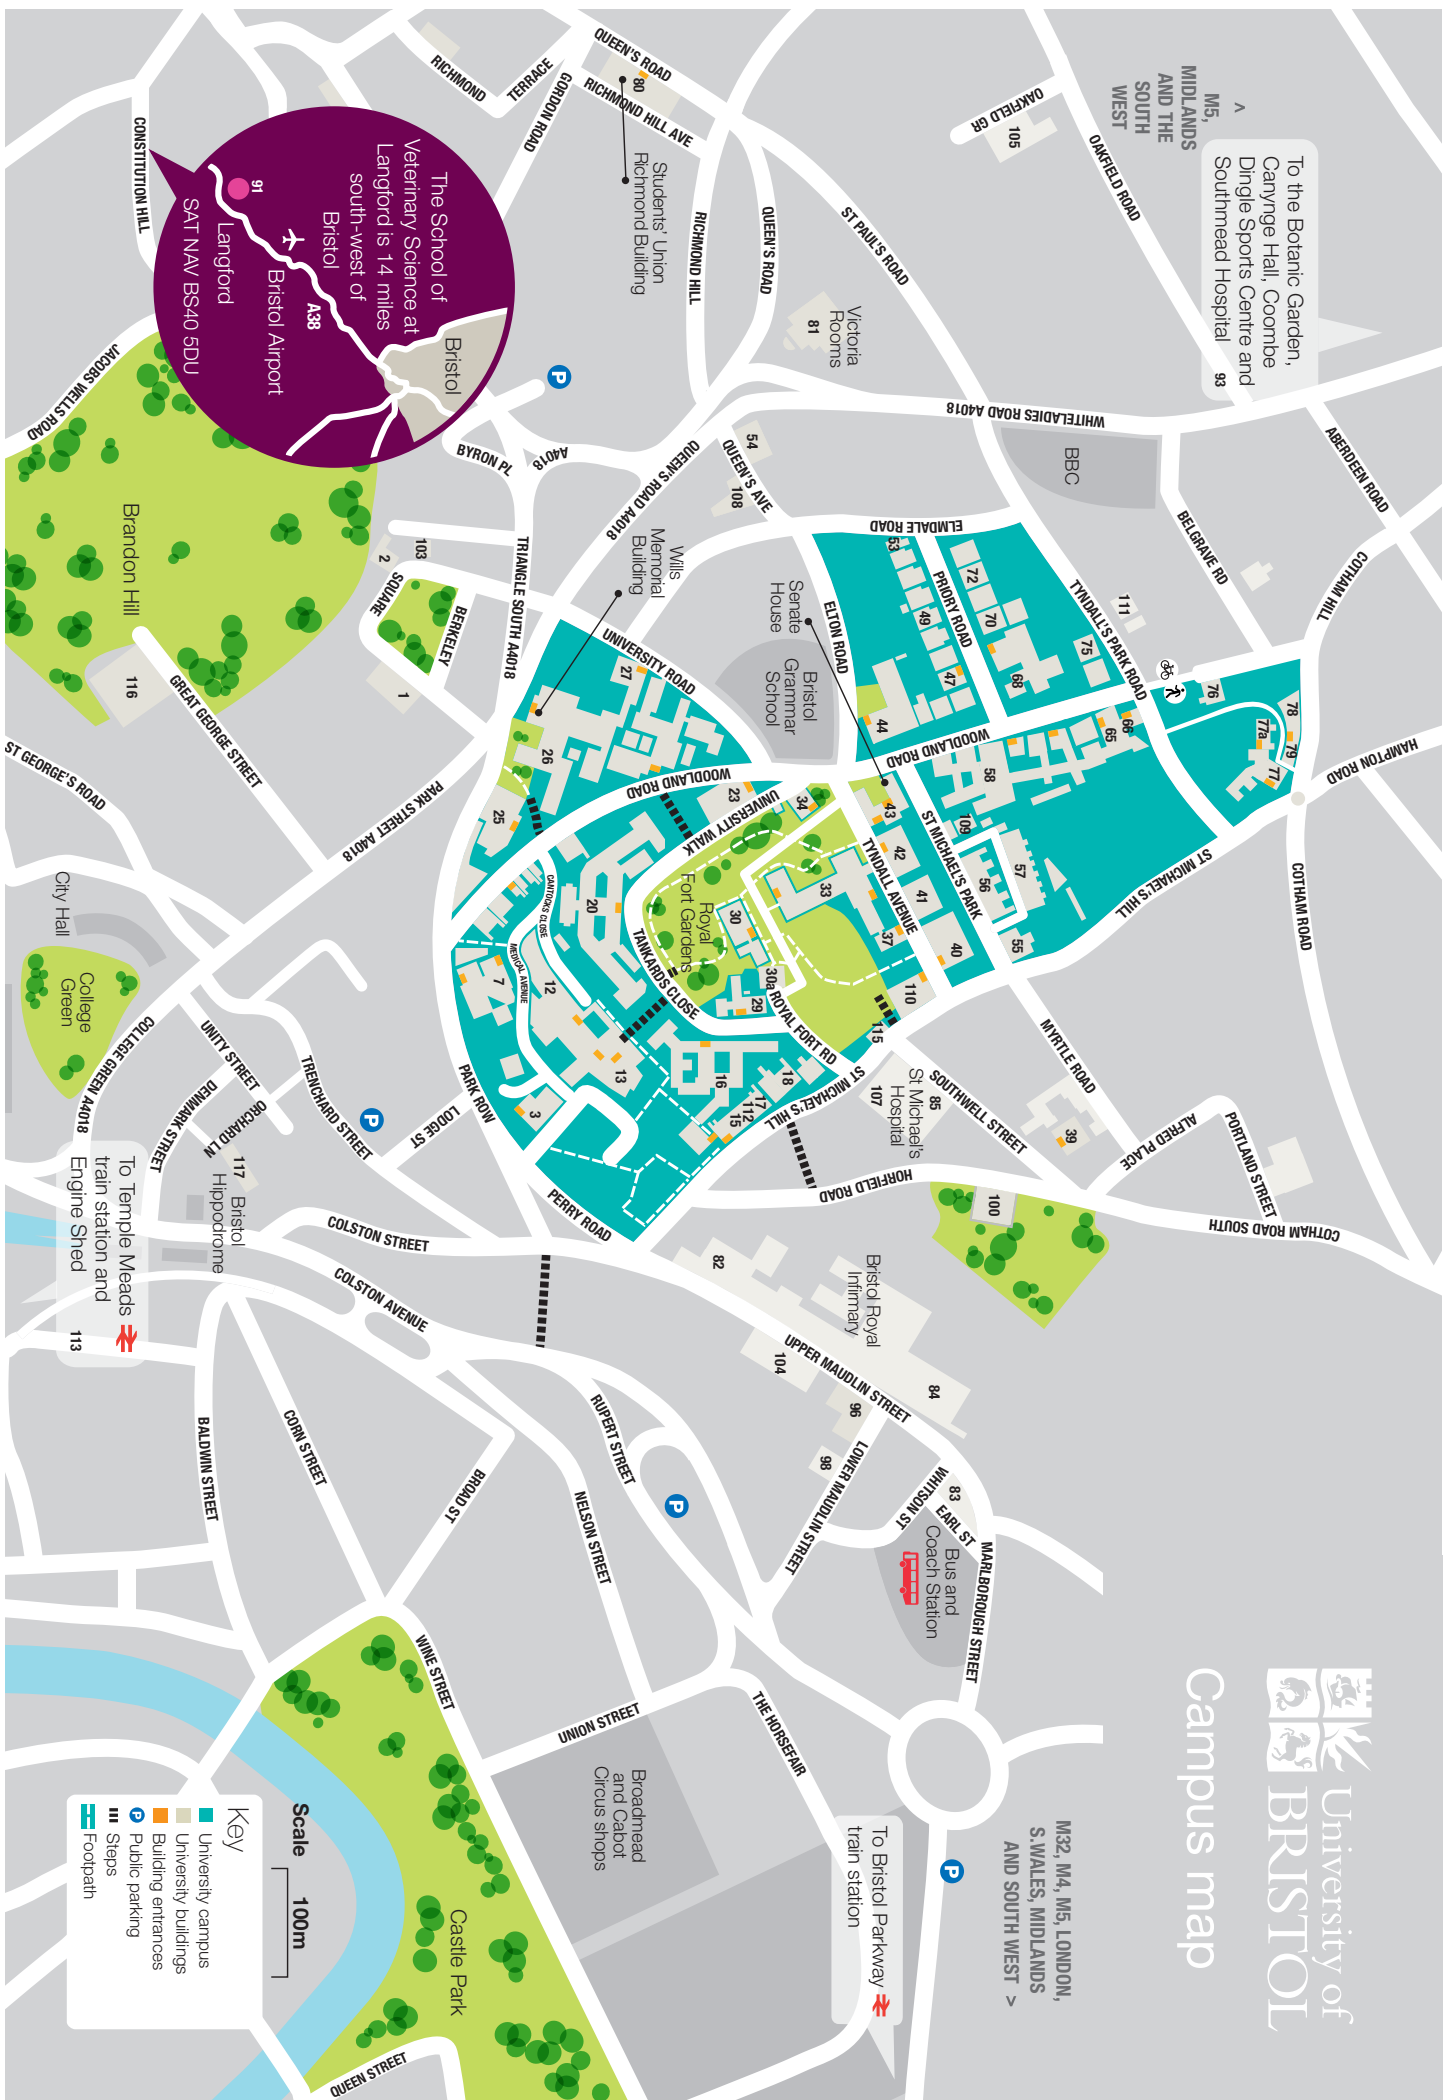 University of
BRISTOL
Campus map
M5,
MIDLANDS
AND THE
SOUTH
WEST
<
To the Botanic Garden,
Canynge Hall, Coombe
Dingle Sports Centre and
Southmead Hospital
93
M32, M4, M5, LONDON,
S.WALES, MIDLANDS
AND SOUTH WEST >
To Bristol Parkway
train station
ABERDEEN ROAD
COTHAM HILL
HAMPTON ROAD
COTHAM ROAD
COTHAM ROAD SOUTH
OAKFIELD ROAD
OAKFIELD GR
105
WHITELADIES ROAD A4018
BELGRAVE RD
BBC
TYNDALL'S PARK ROAD
111
75
76
78
79
77a
77
ST MICHAEL'S HILL
ST PAUL'S ROAD
QUEEN'S ROAD
80
RICHMOND HILL AVE
Students' Union
Richmond Building
QUEEN'S ROAD
RICHMOND HILL
RICHMOND
TERRACE
GORDON ROAD
CONSTITUTION HILL
JACOBS WELLS ROAD
Victoria
Rooms
81
54
QUEEN'S AVE
108
ELMDALE ROAD
ELTON ROAD
QUEEN'S ROAD A4018
A4018
BYRON PL
P
TRIANGLE SOUTH A4018
53
72
PRIORY ROAD
49
70
68
47
44
WOODLAND ROAD
66
65
58
109
57
56
55
ST MICHAEL'S PARK
Senate
House
Bristol
Grammar
School
43
42
41
40
TYNDALL AVENUE
33
37
34
110
115
MYRTLE ROAD
SOUTHWELL STREET
ALFRED PLACE
PORTLAND STREET
39
100
HORFIELD ROAD
85
St Michael's
Hospital
107
Wills
Memorial
Building
UNIVERSITY ROAD
27
26
25
23
WOODLAND ROAD
UNIVERSITY WALK
Royal
Fort Gardens
30
30a
29
ROYAL FORT RD
TANKARDS CLOSE
20
CANTOCKS CLOSE
MEDICAL AVENUE
12
7
13
3
16
18
17
112
15
ST MICHAEL'S HILL
PARK ROW
PERRY ROAD
LODGE ST
103
2
BERKELEY
SQUARE
1
Brandon Hill
116
GREAT GEORGE STREET
PARK STREET A4018
ST GEORGE'S ROAD
City Hall
College
Green
COLLEGE GREEN A4018
UNITY STREET
DENMARK STREET
ORCHARD LN
TRENCHARD STREET
P
117
Bristol
Hippodrome
To Temple Meads
train station and
Engine Shed
113
COLSTON STREET
COLSTON AVENUE
82
Bristol Royal
Infirmary
84
104
UPPER MAUDLIN STREET
96
98
LOWER MAUDLIN STREET
WHITSON ST
83
EARL ST
MARLBOROUGH STREET
Bus and
Coach Station
P
RUPERT STREET
NELSON STREET
BROAD ST
CORN STREET
BALDWIN STREET
WINE STREET
UNION STREET
THE HORSEFAIR
Broadmead
and Cabot
Circus shops
P
Castle Park
QUEEN STREET
The School of
Veterinary Science at
Langford is 14 miles
south-west of
Bristol
Bristol
A38
Bristol Airport
91
Langford
SAT NAV BS40 5DU
Scale
100m
Key
University campus
University buildings
Building entrances
P
Public parking
Steps
Footpath